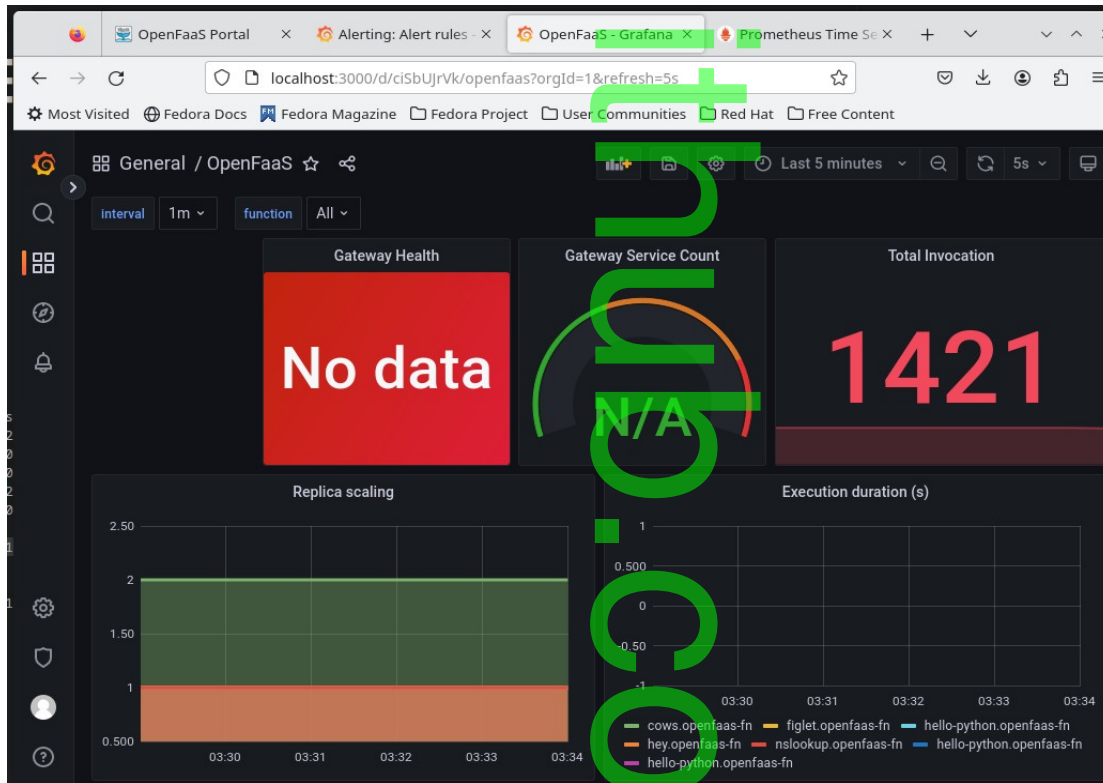 OpenFaaS Portal
Alerting: Alert rules -
OpenFaaS - Grafana
Prometheus Time Se
localhost:3000/d/ciSbUJrVk/openfaas?orgId=1&refresh=5s
Most Visited Fedora Docs Fedora Magazine Fedora Project User Communities Red Hat Free Content
General / OpenFaaS
Last 5 minutes
5s
interval 1m function All
Gateway Health
No data
Gateway Service Count
N/A
Total Invocation
1421
Replica scaling
2.50
2
1.50
1
0.500
03:30 03:31 03:32 03:33 03:34
Execution duration (s)
1
0.500
0
-0.50
-1
03:30 03:31 03:32 03:33 03:34
cows.openfaas-fn figlet.openfaas-fn hello-python.openfaas-fn
hey.openfaas-fn nslookup.openfaas-fn hello-python.openfaas-fn
hello-python.openfaas-fn